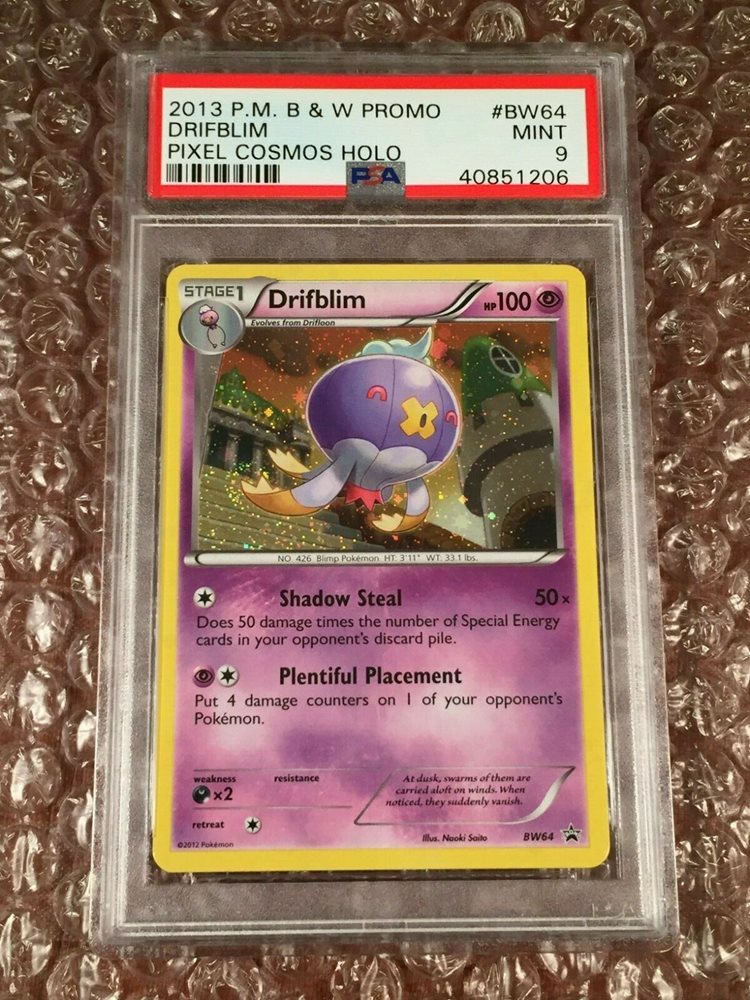 2013 P.M. B & W PROMO #BW64
DRIFBLIM MINT
PIXEL COSMOS HOLO 9
PSA 40851206
STAGE1 Drifblim HP100
Evolves from Drifloon
NO. 426 Blimp Pokémon HT: 3'11" WT: 33.1 lbs.
Shadow Steal 50×
Does 50 damage times the number of Special Energy
cards in your opponent's discard pile.
Plentiful Placement
Put 4 damage counters on 1 of your opponent's
Pokémon.
weakness resistance
×2
At dusk, swarms of them are
carried aloft on winds. When
noticed, they suddenly vanish.
retreat
Illus. Naoki Saito BW64
©2012 Pokémon